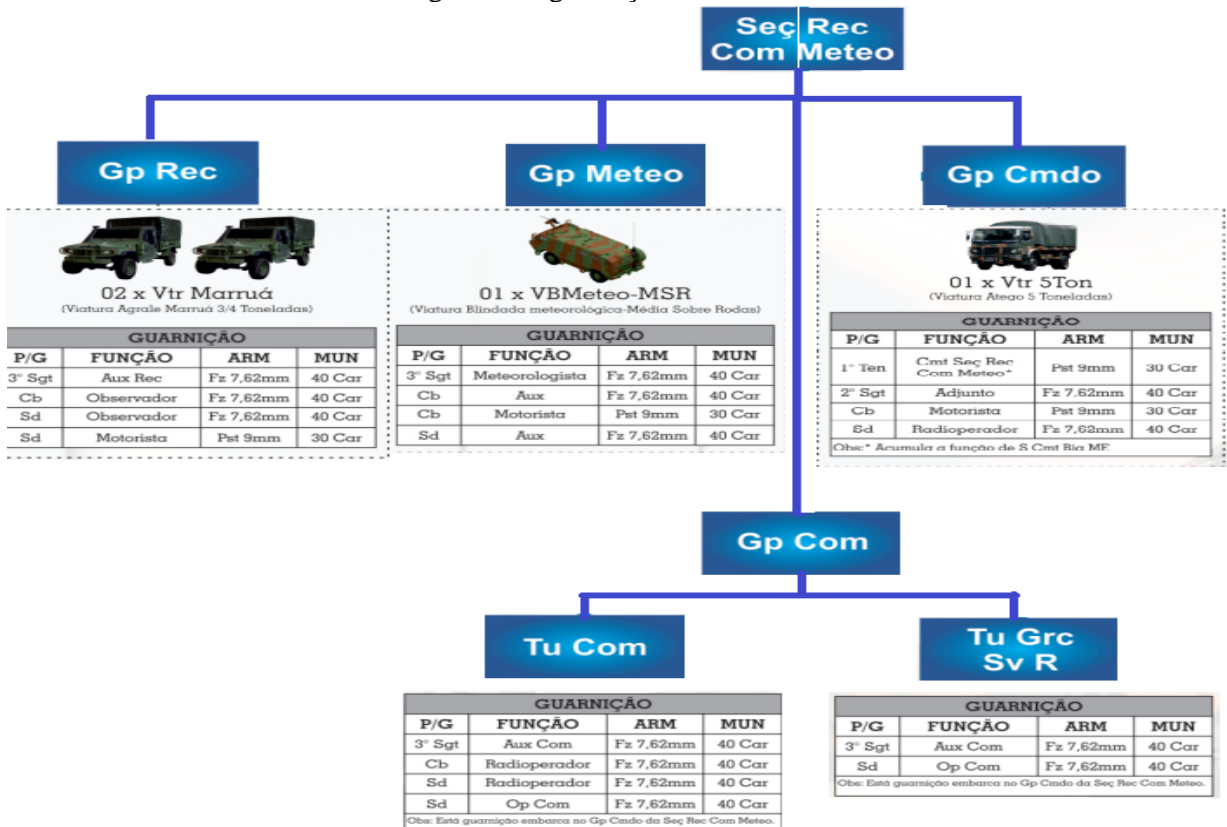 Seç Rec
Com Meteo
Gp Rec
Gp Meteo
Gp Cmdo
02 x Vtr Marruá
(Viatura Agrale Marruá 3/4 Toneladas)
GUARNIÇÃO
P/G FUNÇÃO ARM MUN
3° Sgt Aux Rec Fz 7,62mm 40 Car
Cb Observador Fz 7,62mm 40 Car
Sd Observador Fz 7,62mm 40 Car
Sd Motorista Pst 9mm 30 Car
01 x VBMeteo-MSR
(Viatura Blindada meteorológica-Média Sobre Rodas)
GUARNIÇÃO
P/G FUNÇÃO ARM MUN
3° Sgt Meteorologista Fz 7,62mm 40 Car
Cb Aux Fz 7,62mm 40 Car
Cb Motorista Pst 9mm 30 Car
Sd Aux Fz 7,62mm 40 Car
01 x Vtr 5Ton
(Viatura Atego 5 Toneladas)
GUARNIÇÃO
P/G FUNÇÃO ARM MUN
1° Ten Cmt Seç Rec Com Meteo* Pst 9mm 30 Car
2° Sgt Adjunto Fz 7,62mm 40 Car
Cb Motorista Pst 9mm 30 Car
Sd Radioperador Fz 7,62mm 40 Car
Obs:* Acumula a função de S Cmt Bia MF.
Gp Com
Tu Com
Tu Grc
Sv R
GUARNIÇÃO
P/G FUNÇÃO ARM MUN
3° Sgt Aux Com Fz 7,62mm 40 Car
Cb Radioperador Fz 7,62mm 40 Car
Sd Radioperador Fz 7,62mm 40 Car
Sd Op Com Fz 7,62mm 40 Car
Obs: Está guarnição embarca no Gp Cmdo da Seç Rec Com Meteo.
GUARNIÇÃO
P/G FUNÇÃO ARM MUN
3° Sgt Aux Com Fz 7,62mm 40 Car
Sd Op Com Fz 7,62mm 40 Car
Obs: Está guarnição embarca no Gp Cmdo da Seç Rec Com Meteo.